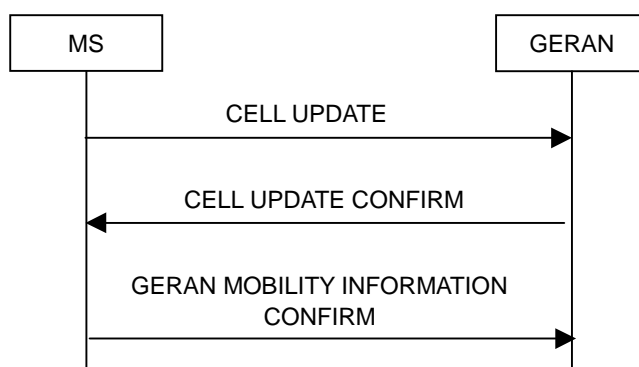 MS
GERAN
CELL UPDATE
CELL UPDATE CONFIRM
GERAN MOBILITY INFORMATION
CONFIRM